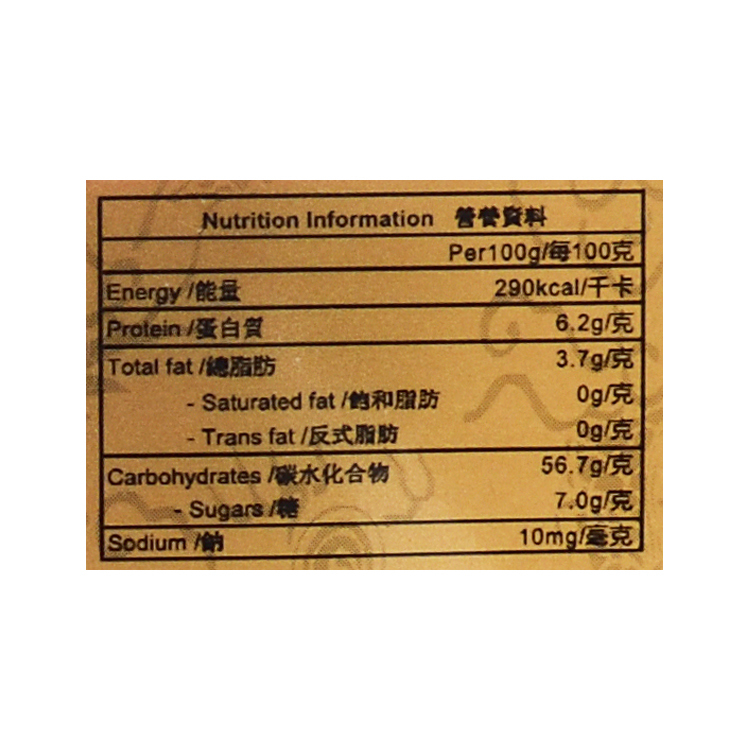 Nutrition Information 營養資料
Per100g/每100克
Energy /能量 290kcal/千卡
Protein /蛋白質 6.2g/克
Total fat /總脂肪 3.7g/克
- Saturated fat /飽和脂肪 0g/克
- Trans fat /反式脂肪 0g/克
Carbohydrates /碳水化合物 56.7g/克
- Sugars /糖 7.0g/克
Sodium /鈉 10mg/毫克